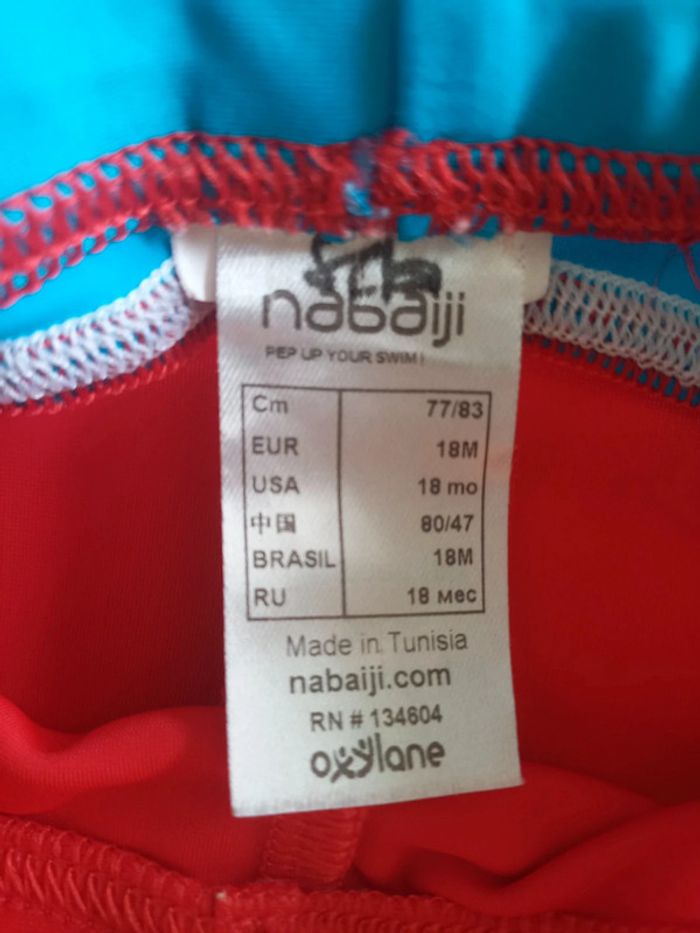 nabaiji
PEP UP YOUR SWIM!
Cm 77/83
EUR 18M
USA 18 mo
中国 80/47
BRASIL 18M
RU 18 мес
Made in Tunisia
nabaiji.com
RN # 134604
oxylane